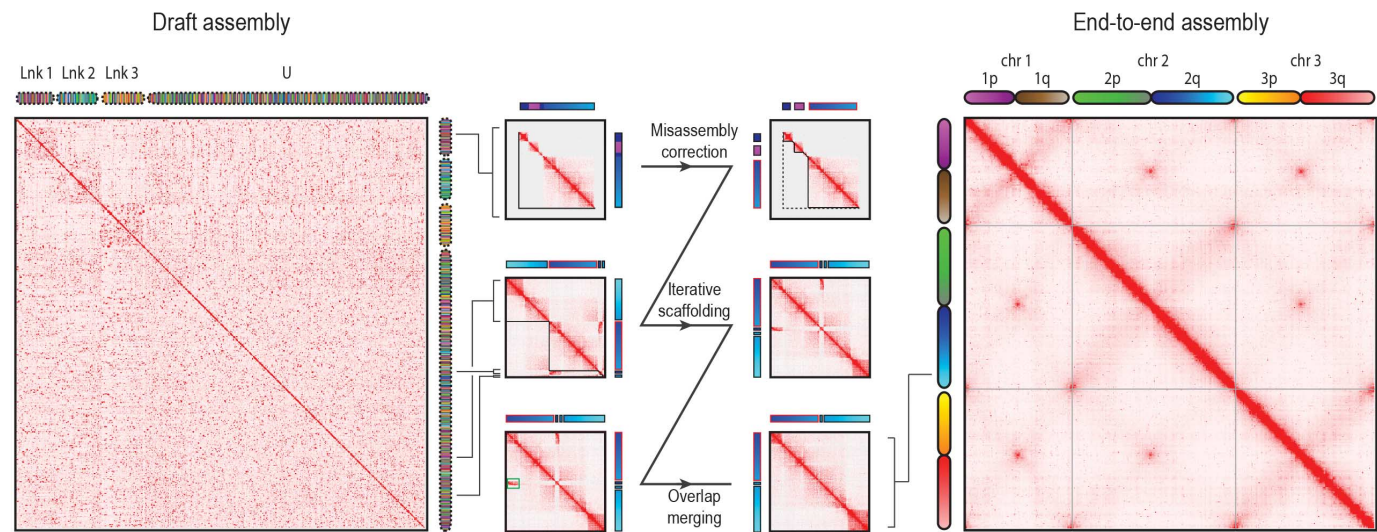 Draft assembly
Lnk 1 Lnk 2 Lnk 3 U
Misassembly
correction
Iterative
scaffolding
Overlap
merging
End-to-end assembly
chr 1 chr 2 chr 3
1p 1q 2p 2q 3p 3q